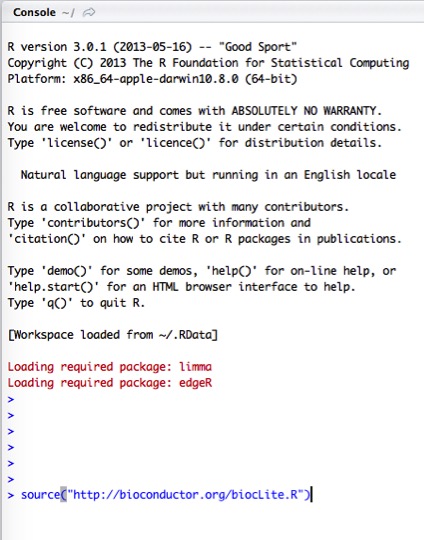 Console ~/
R version 3.0.1 (2013-05-16) -- "Good Sport"
Copyright (C) 2013 The R Foundation for Statistical Computing
Platform: x86_64-apple-darwin10.8.0 (64-bit)
R is free software and comes with ABSOLUTELY NO WARRANTY.
You are welcome to redistribute it under certain conditions.
Type 'license()' or 'licence()' for distribution details.
Natural language support but running in an English locale
R is a collaborative project with many contributors.
Type 'contributors()' for more information and
'citation()' on how to cite R or R packages in publications.
Type 'demo()' for some demos, 'help()' for on-line help, or
'help.start()' for an HTML browser interface to help.
Type 'q()' to quit R.
[Workspace loaded from ~/.RData]
Loading required package: limma
Loading required package: edgeR
>
>
>
>
>
>
> source("http://bioconductor.org/biocLite.R")